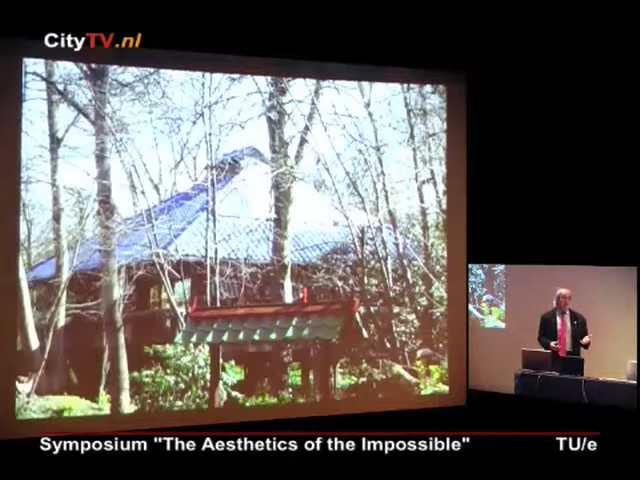 CityTV.nl
Symposium "The Aesthetics of the Impossible" TU/e